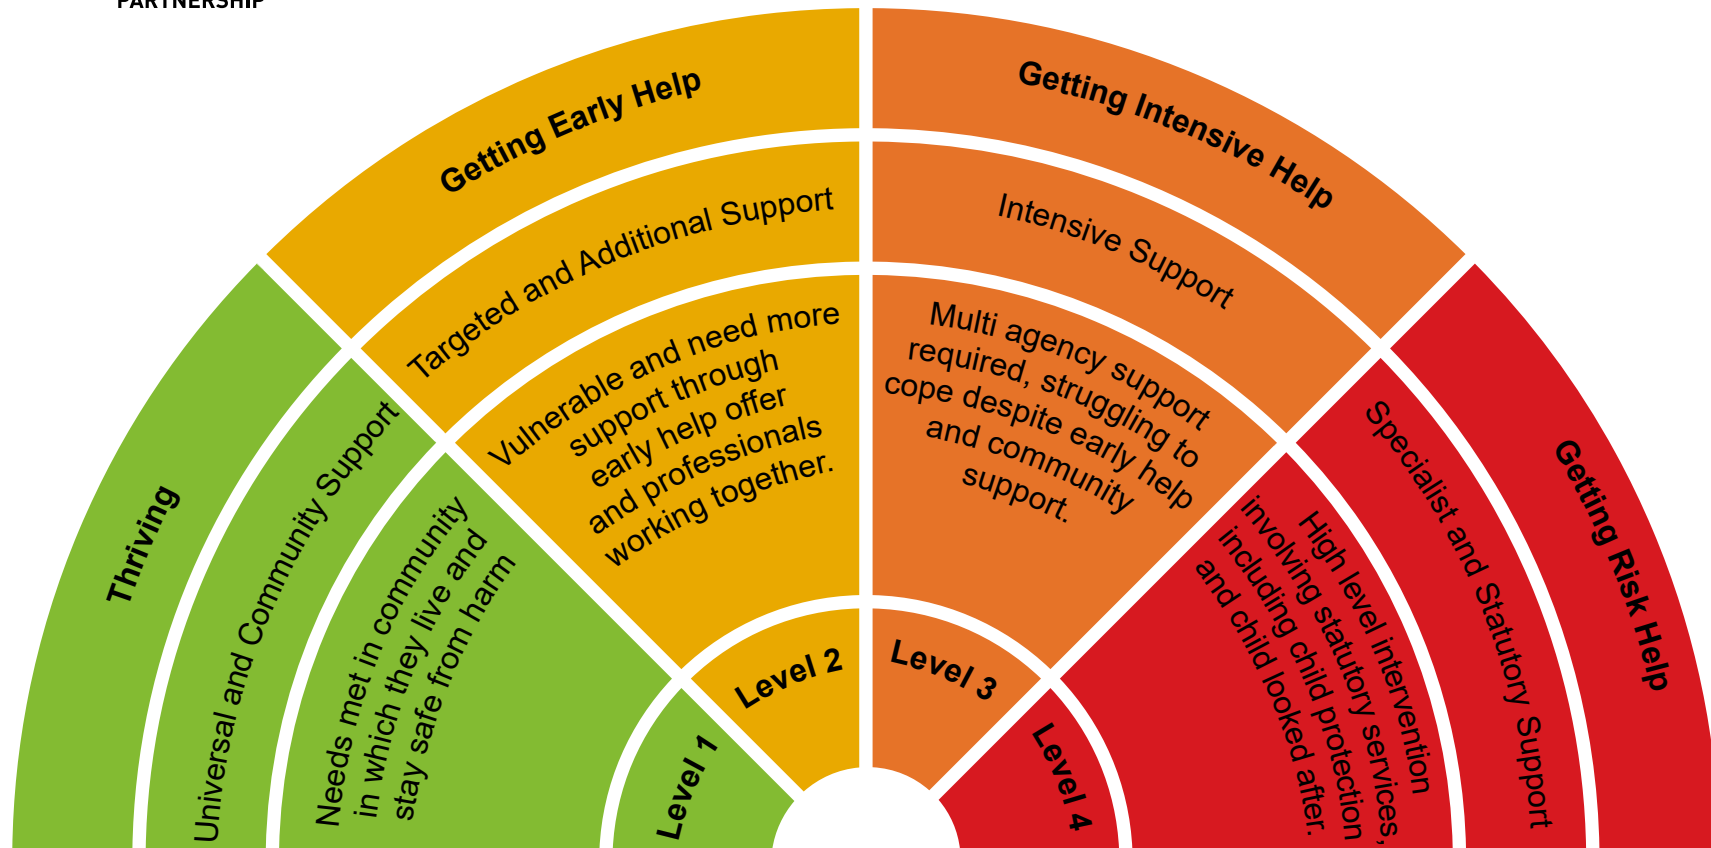 PARTNERSHIP
Thriving
Universal and Community Support
Needs met in community
in which they live and
stay safe from harm
Level 1
Getting Early Help
Targeted and Additional Support
Vulnerable and need more
support through
early help offer
and professionals
working together.
Level 2
Getting Intensive Help
Intensive Support
Multi agency support
required, struggling to
cope despite early help
and community
support.
Level 3
Getting Risk Help
Specialist and Statutory Support
High level intervention
involving statutory services,
including child protection
and child looked after.
Level 4